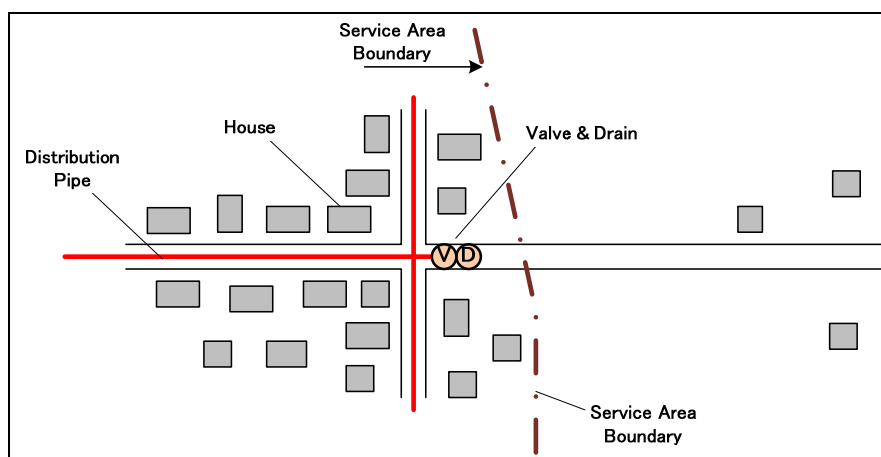 Service Area
Boundary
House
Valve & Drain
Distribution
Pipe
V D
Service Area
Boundary